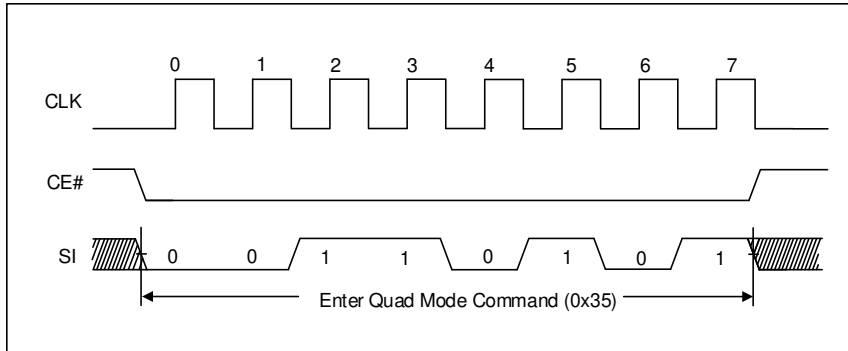 0 1 2 3 4 5 6 7
CLK
CE#
SI 0 0 1 1 0 1 0 1
Enter Quad Mode Command (0x35)